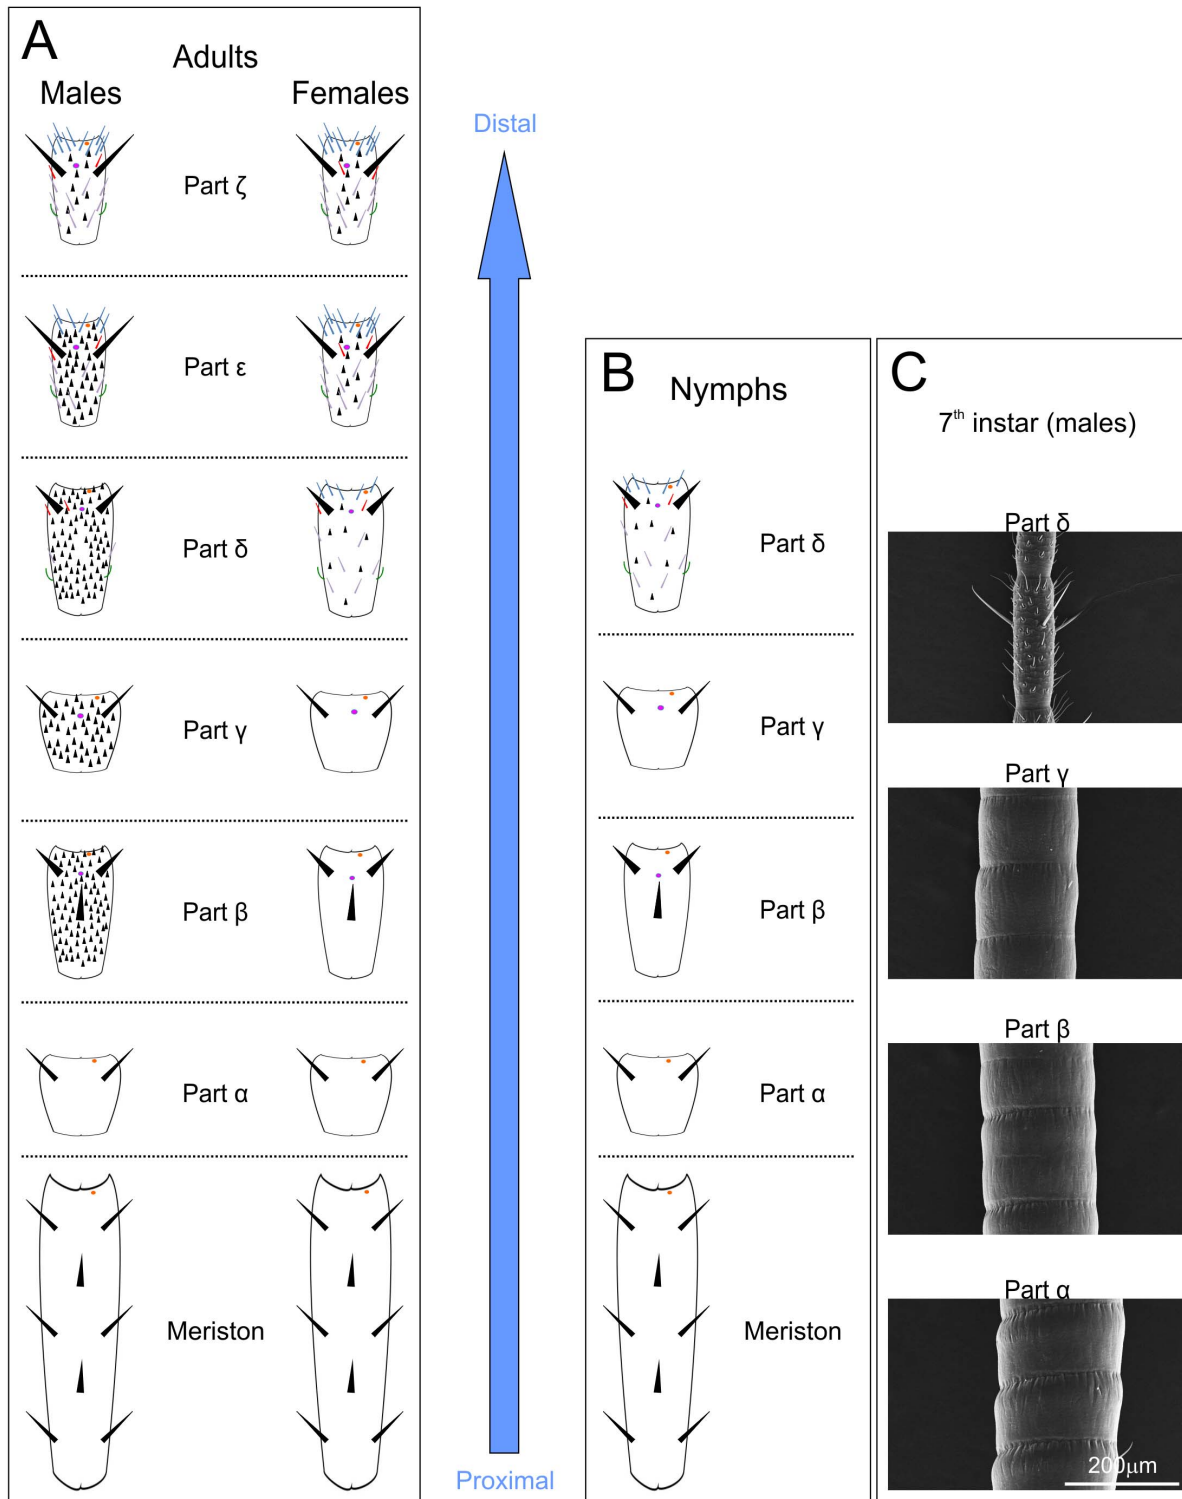 A
Adults
Males
Females
Part ζ
Part ε
Part δ
Part γ
Part β
Part α
Meriston
Distal
Proximal
B
Nymphs
Part δ
Part γ
Part β
Part α
Meriston
C
7th instar (males)
Part δ
Part γ
Part β
Part α
200μm